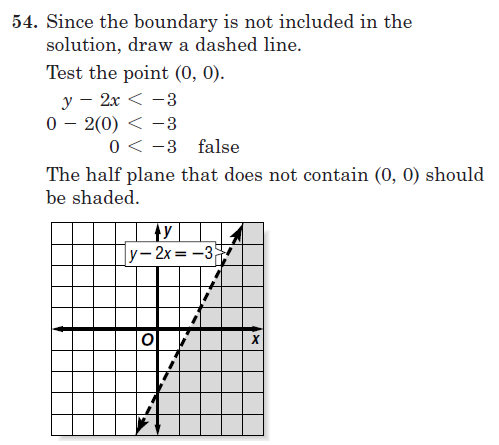 54. Since the boundary is not included in the
solution, draw a dashed line.
Test the point (0, 0).
y − 2x < −3
0 − 2(0) < −3
0 < −3 false
The half plane that does not contain (0, 0) should
be shaded.
y
y − 2x = −3
O
x